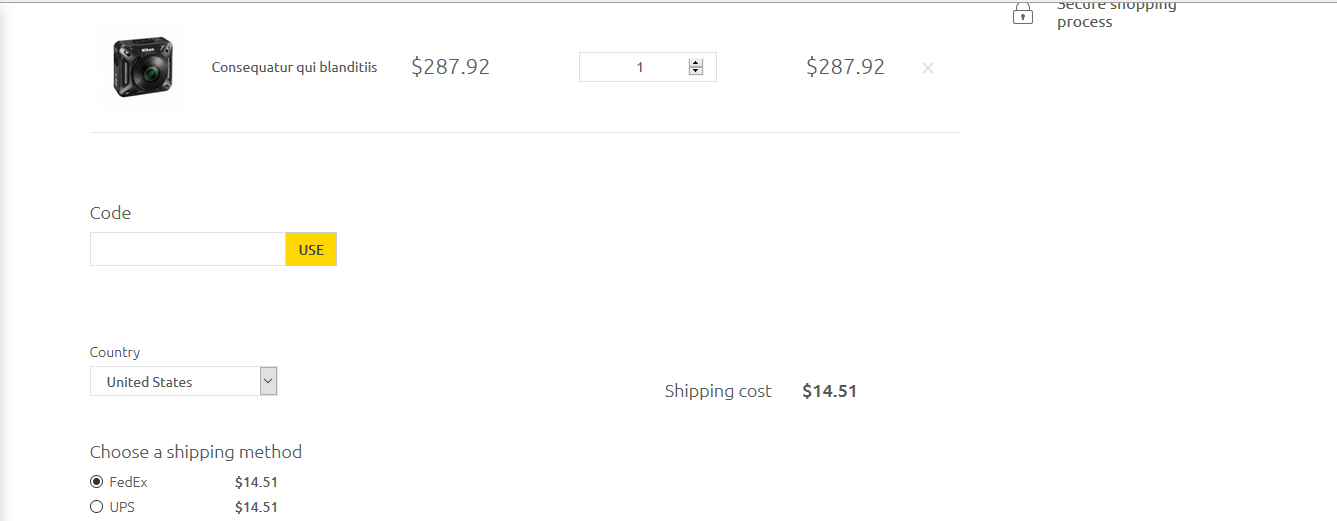 Secure shopping
process
Nikon
Consequatur qui blanditiis $287.92 1 $287.92
Code
USE
Country
United States
Shipping cost $14.51
Choose a shipping method
FedEx $14.51
UPS $14.51